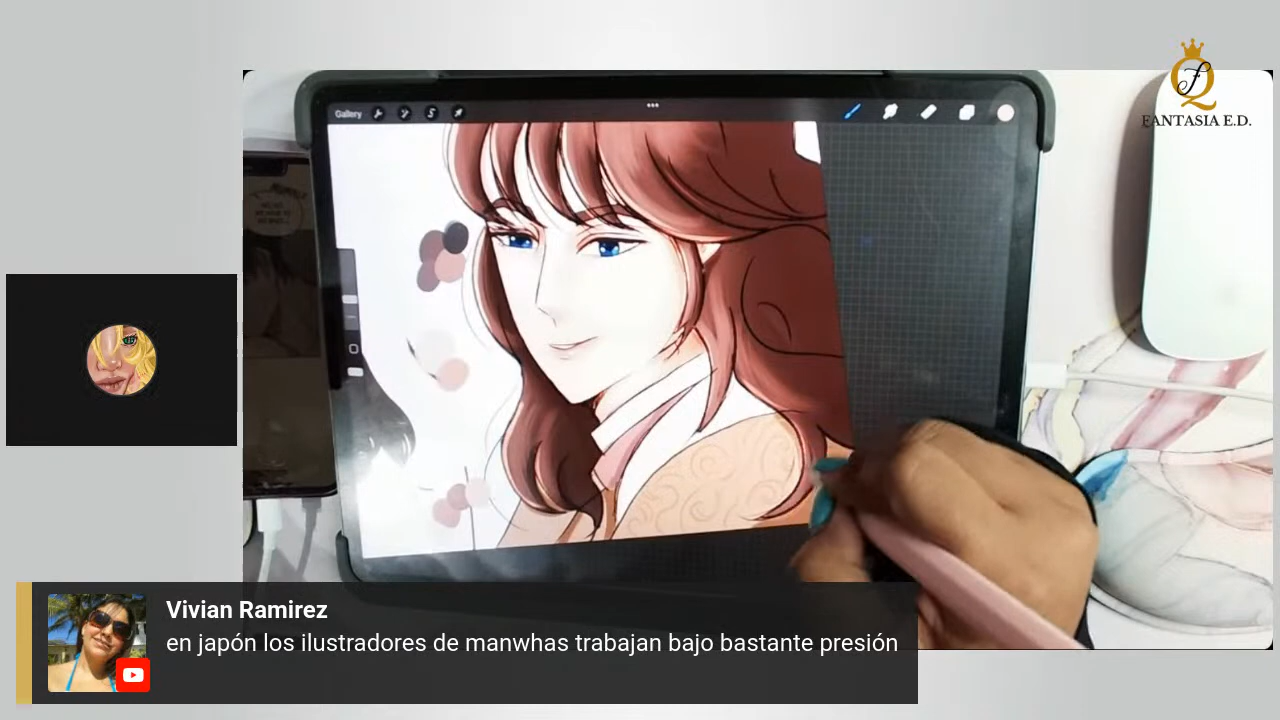 FANTASIA E.D.
Gallery
Vivian Ramirez
en japón los ilustradores de manwhas trabajan bajo bastante presión